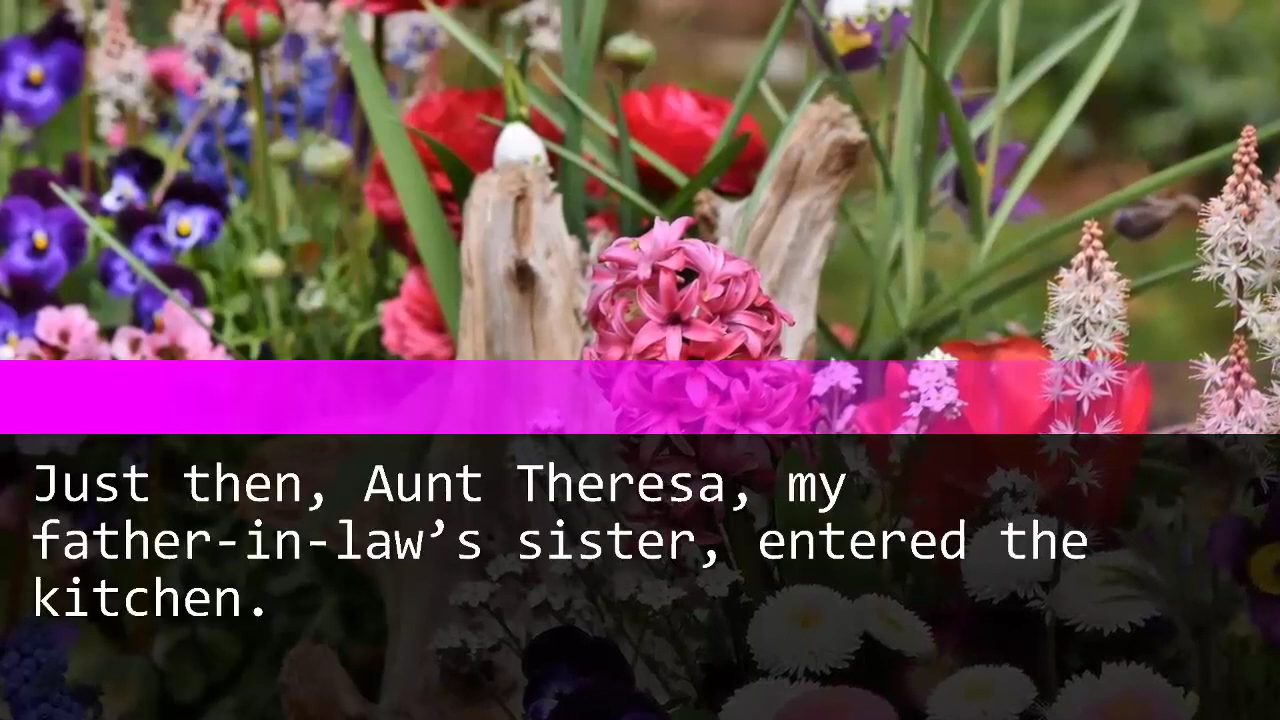 Just then, Aunt Theresa, my
father-in-law’s sister, entered the
kitchen.